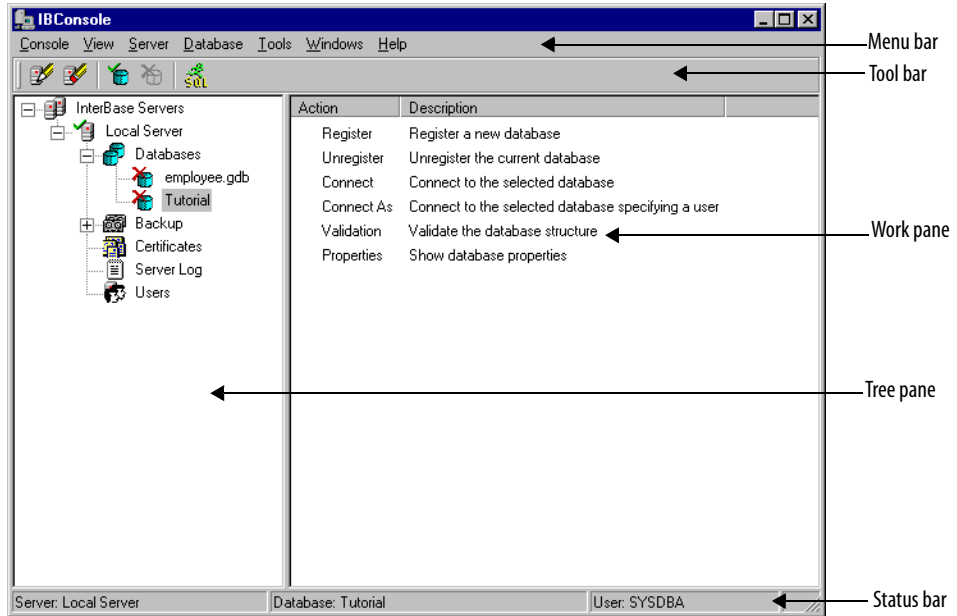 IBConsole
Console View Server Database Tools Windows Help
Menu bar
Tool bar
SQL
InterBase Servers
Local Server
Databases
employee.gdb
Tutorial
Backup
Certificates
Server Log
Users
Action Description
Register Register a new database
Unregister Unregister the current database
Connect Connect to the selected database
Connect As Connect to the selected database specifying a user
Validation Validate the database structure
Properties Show database properties
Work pane
Tree pane
Server: Local Server Database: Tutorial User: SYSDBA
Status bar